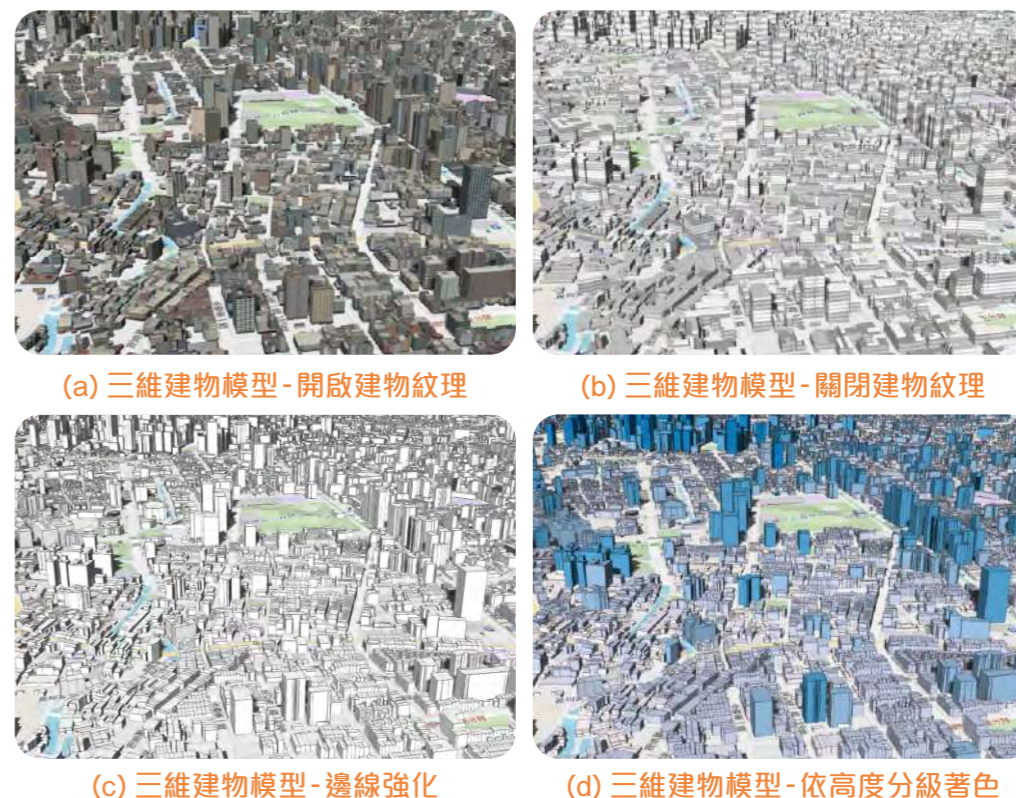 (a) 三維建物模型-開啟建物紋理
(b) 三維建物模型-關閉建物紋理
(c) 三維建物模型-邊線強化
(d) 三維建物模型-依高度分級著色